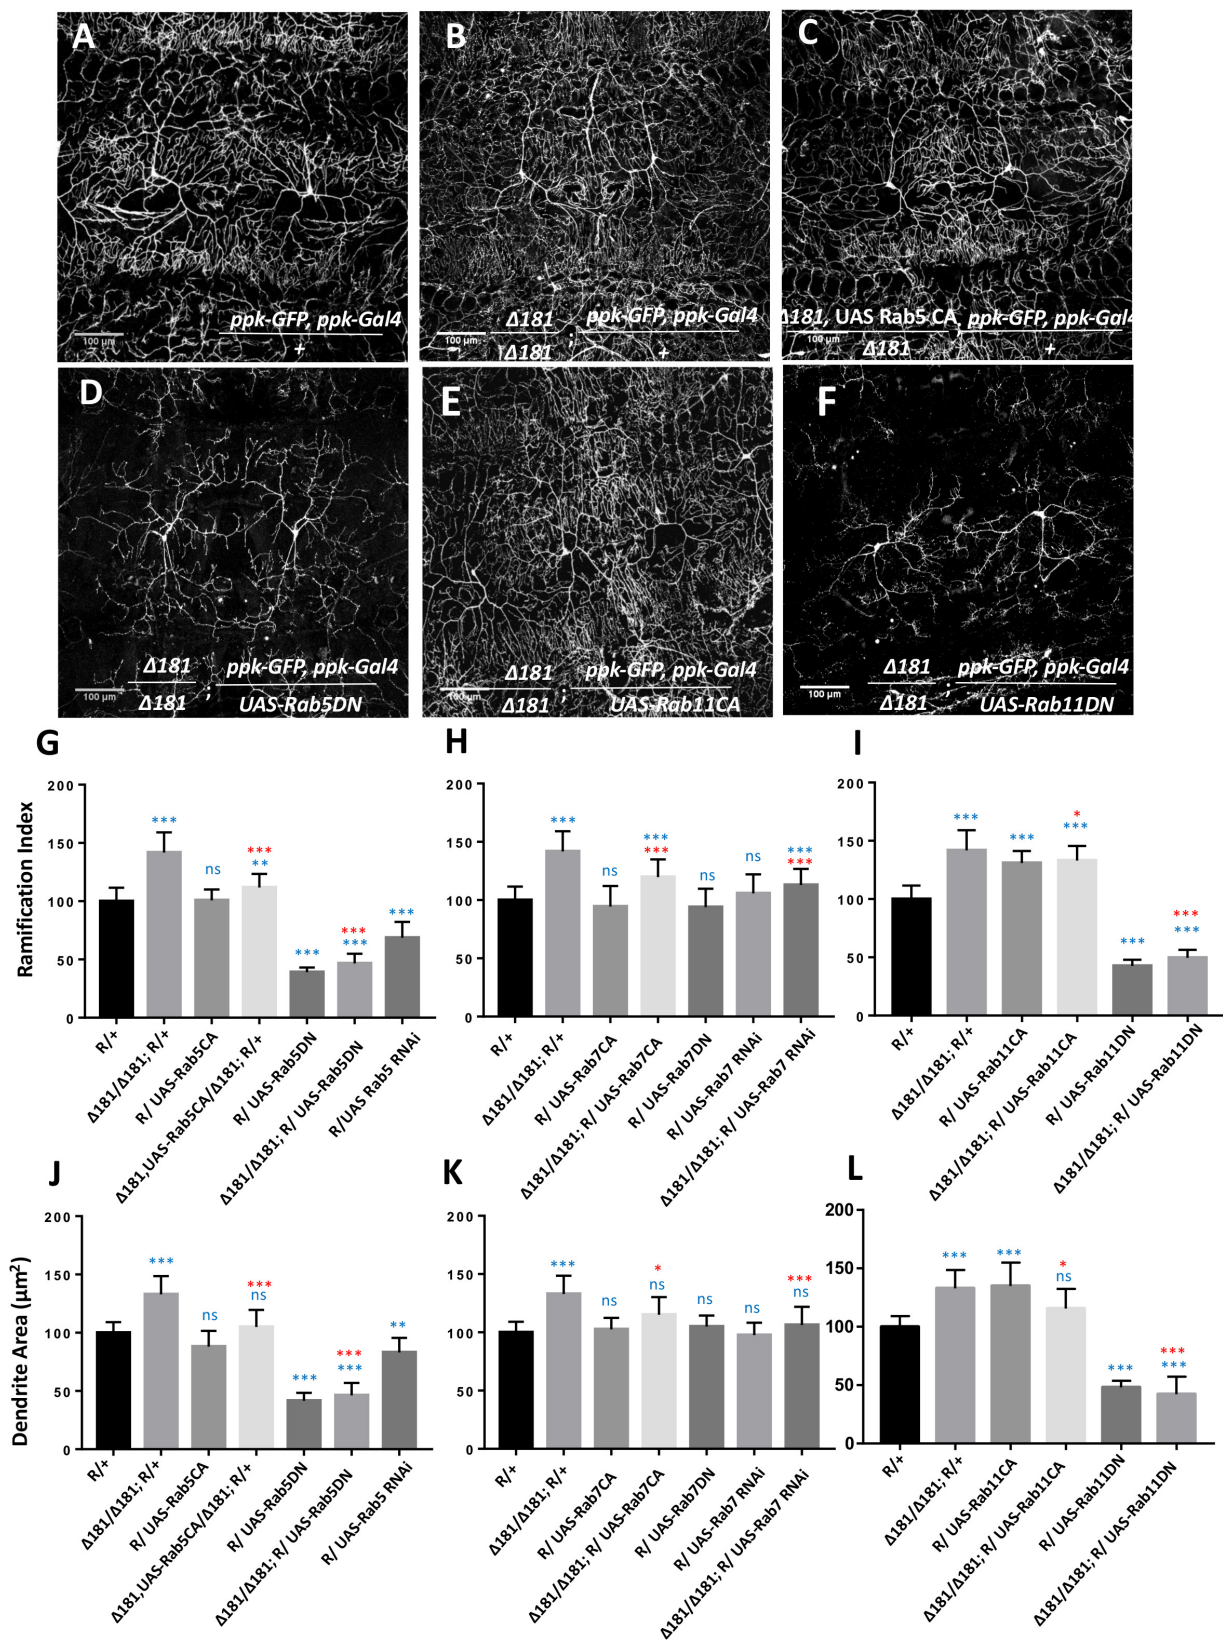 A
B
C
ppk-GFP, ppk-Gal4
+
100 µm
Δ181
Δ181
;
ppk-GFP, ppk-Gal4
+
100 µm
Δ181, UAS Rab5 CA
Δ181
;
ppk-GFP, ppk-Gal4
+
100 µm
D
E
F
Δ181
Δ181
;
ppk-GFP, ppk-Gal4
UAS-Rab5DN
100 µm
Δ181
Δ181
;
ppk-GFP, ppk-Gal4
UAS-Rab11CA
Δ181
Δ181
;
ppk-GFP, ppk-Gal4
UAS-Rab11DN
100 µm
G
Ramification Index
200
150
100
50
0
***
ns
***
**
***
***
***
***
R/+
Δ181/Δ181; R/+
R/ UAS-Rab5CA
Δ181,UAS-Rab5CA/Δ181; R/+
R/ UAS-Rab5DN
Δ181/Δ181; R/ UAS-Rab5DN
R/UAS Rab5 RNAi
H
200
150
100
50
0
***
ns
***
***
ns
ns
***
***
R/+
Δ181/Δ181; R/+
R/ UAS-Rab7CA
Δ181/Δ181; R/ UAS-Rab7CA
R/ UAS-Rab7DN
R/ UAS-Rab7 RNAi
Δ181/Δ181; R/ UAS-Rab7 RNAi
I
200
150
100
50
0
***
***
*
***
***
***
***
R/+
Δ181/Δ181; R/+
R/ UAS-Rab11CA
Δ181/Δ181; R/ UAS-Rab11CA
R/ UAS-Rab11DN
Δ181/Δ181; R/ UAS-Rab11DN
J
Dendrite Area (µm²)
200
150
100
50
0
***
ns
***
ns
***
***
***
**
R/+
Δ181/Δ181; R/+
R/ UAS-Rab5CA
Δ181,UAS-Rab5CA/Δ181; R/+
R/ UAS-Rab5DN
Δ181/Δ181; R/ UAS-Rab5DN
R/ UAS-Rab5 RNAi
K
200
150
100
50
0
***
ns
*
ns
ns
ns
***
ns
R/+
Δ181/Δ181; R/+
R/ UAS-Rab7CA
Δ181/Δ181; R/ UAS-Rab7CA
R/ UAS-Rab7DN
R/ UAS-Rab7 RNAi
Δ181/Δ181; R/ UAS-Rab7 RNAi
L
200
150
100
50
0
***
***
*
ns
***
***
***
R/+
Δ181/Δ181; R/+
R/ UAS-Rab11CA
Δ181/Δ181; R/ UAS-Rab11CA
R/ UAS-Rab11DN
Δ181/Δ181; R/ UAS-Rab11DN